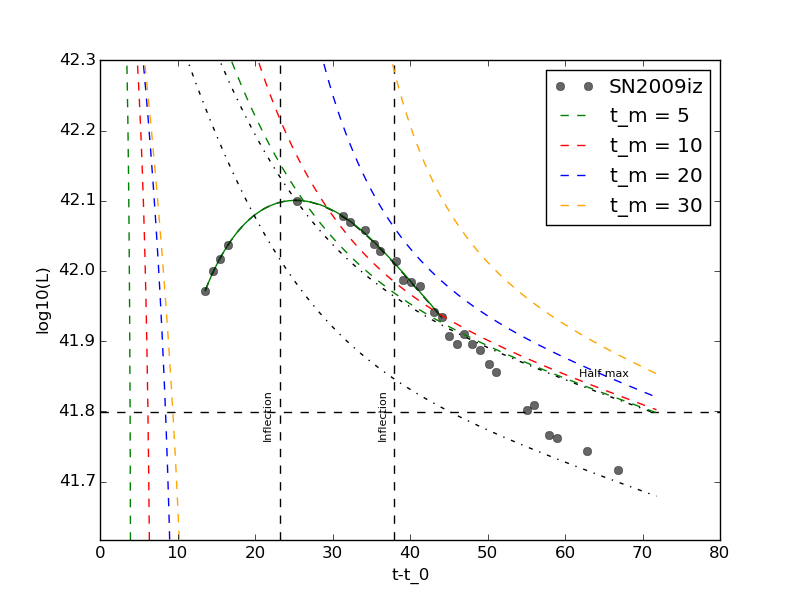 42.3
42.2
42.1
42.0
41.9
41.8
41.7
log10(L)
SN2009iz
t_m = 5
t_m = 10
t_m = 20
t_m = 30
Half max
Inflection
Inflection
0
10
20
30
40
50
60
70
80
t-t_0